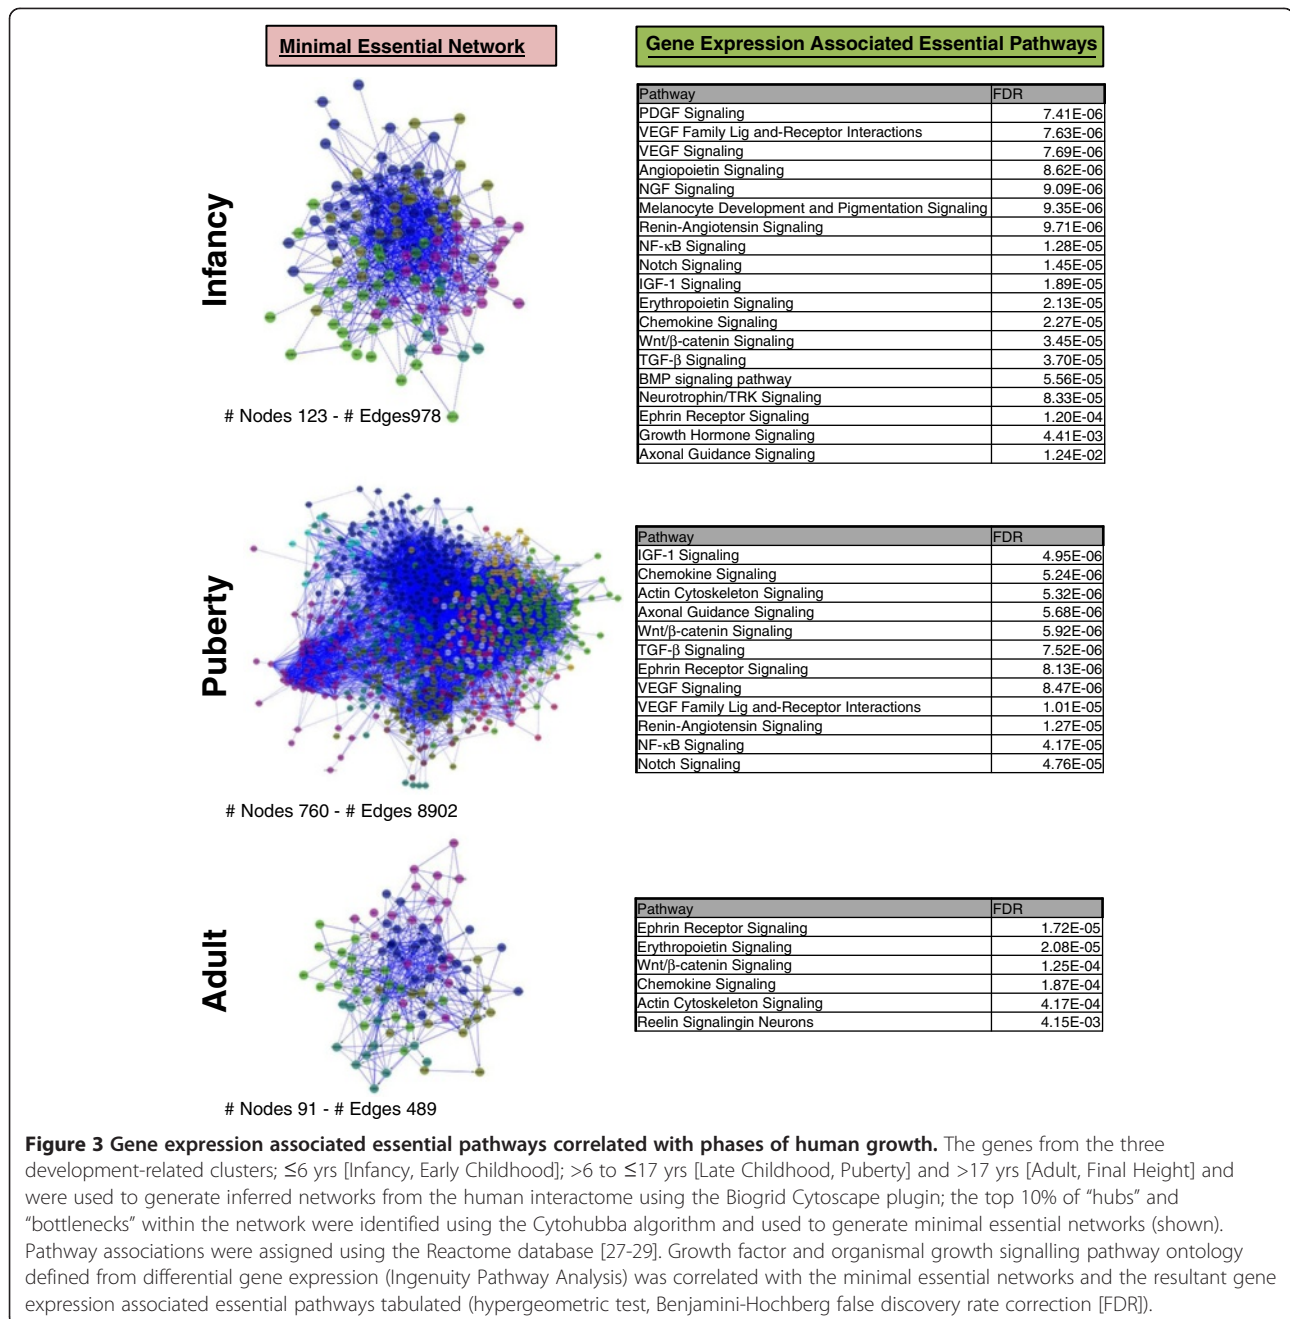 Minimal Essential Network
Gene Expression Associated Essential Pathways
Infancy
# Nodes 123 - # Edges978
Pathway FDR
PDGF Signaling 7.41E-06
VEGF Family Lig and-Receptor Interactions 7.63E-06
VEGF Signaling 7.69E-06
Angiopoietin Signaling 8.62E-06
NGF Signaling 9.09E-06
Melanocyte Development and Pigmentation Signaling 9.35E-06
Renin-Angiotensin Signaling 9.71E-06
NF-κB Signaling 1.28E-05
Notch Signaling 1.45E-05
IGF-1 Signaling 1.89E-05
Erythropoietin Signaling 2.13E-05
Chemokine Signaling 2.27E-05
Wnt/β-catenin Signaling 3.45E-05
TGF-β Signaling 3.70E-05
BMP signaling pathway 5.56E-05
Neurotrophin/TRK Signaling 8.33E-05
Ephrin Receptor Signaling 1.20E-04
Growth Hormone Signaling 4.41E-03
Axonal Guidance Signaling 1.24E-02
Puberty
# Nodes 760 - # Edges 8902
Pathway FDR
IGF-1 Signaling 4.95E-06
Chemokine Signaling 5.24E-06
Actin Cytoskeleton Signaling 5.32E-06
Axonal Guidance Signaling 5.68E-06
Wnt/β-catenin Signaling 5.92E-06
TGF-β Signaling 7.52E-06
Ephrin Receptor Signaling 8.13E-06
VEGF Signaling 8.47E-06
VEGF Family Lig and-Receptor Interactions 1.01E-05
Renin-Angiotensin Signaling 1.27E-05
NF-κB Signaling 4.17E-05
Notch Signaling 4.76E-05
Adult
# Nodes 91 - # Edges 489
Pathway FDR
Ephrin Receptor Signaling 1.72E-05
Erythropoietin Signaling 2.08E-05
Wnt/β-catenin Signaling 1.25E-04
Chemokine Signaling 1.87E-04
Actin Cytoskeleton Signaling 4.17E-04
Reelin Signalingin Neurons 4.15E-03
Figure 3 Gene expression associated essential pathways correlated with phases of human growth. The genes from the three
development-related clusters; ≤6 yrs [Infancy, Early Childhood]; >6 to ≤17 yrs [Late Childhood, Puberty] and >17 yrs [Adult, Final Height] and
were used to generate inferred networks from the human interactome using the Biogrid Cytoscape plugin; the top 10% of “hubs” and
“bottlenecks” within the network were identified using the Cytohubba algorithm and used to generate minimal essential networks (shown).
Pathway associations were assigned using the Reactome database [27-29]. Growth factor and organismal growth signalling pathway ontology
defined from differential gene expression (Ingenuity Pathway Analysis) was correlated with the minimal essential networks and the resultant gene
expression associated essential pathways tabulated (hypergeometric test, Benjamini-Hochberg false discovery rate correction [FDR]).